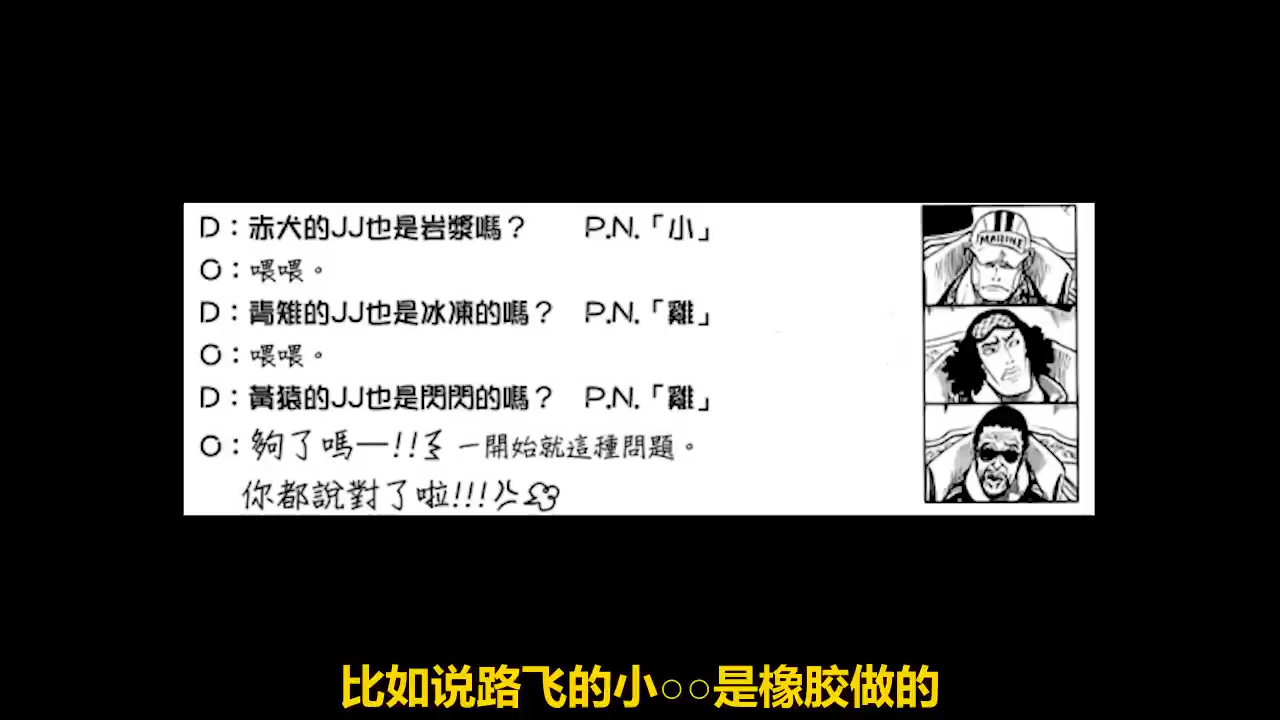 D：赤犬的JJ也是岩漿嗎？ P.N.「小」
O：喂喂。
D：青雉的JJ也是冰凍的嗎？ P.N.「雞」
O：喂喂。
D：黃猿的JJ也是閃閃的嗎？ P.N.「雞」
O：夠了嗎—!! 一開始就這種問題。
你都說對了啦!!!
MARINE
比如说路飞的小○○是橡胶做的